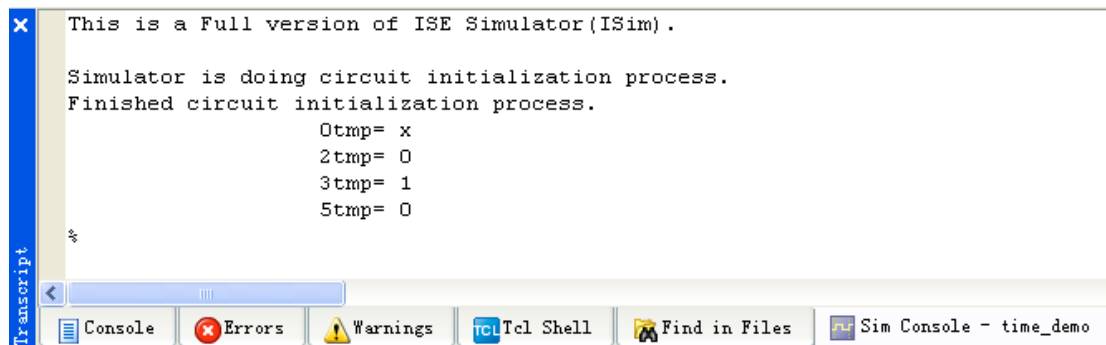 This is a Full version of ISE Simulator(ISim).
Simulator is doing circuit initialization process.
Finished circuit initialization process.
0tmp= x
2tmp= 0
3tmp= 1
5tmp= 0
%
Transcript
Console Errors Warnings TCL Tcl Shell Find in Files Sim Console - time_demo